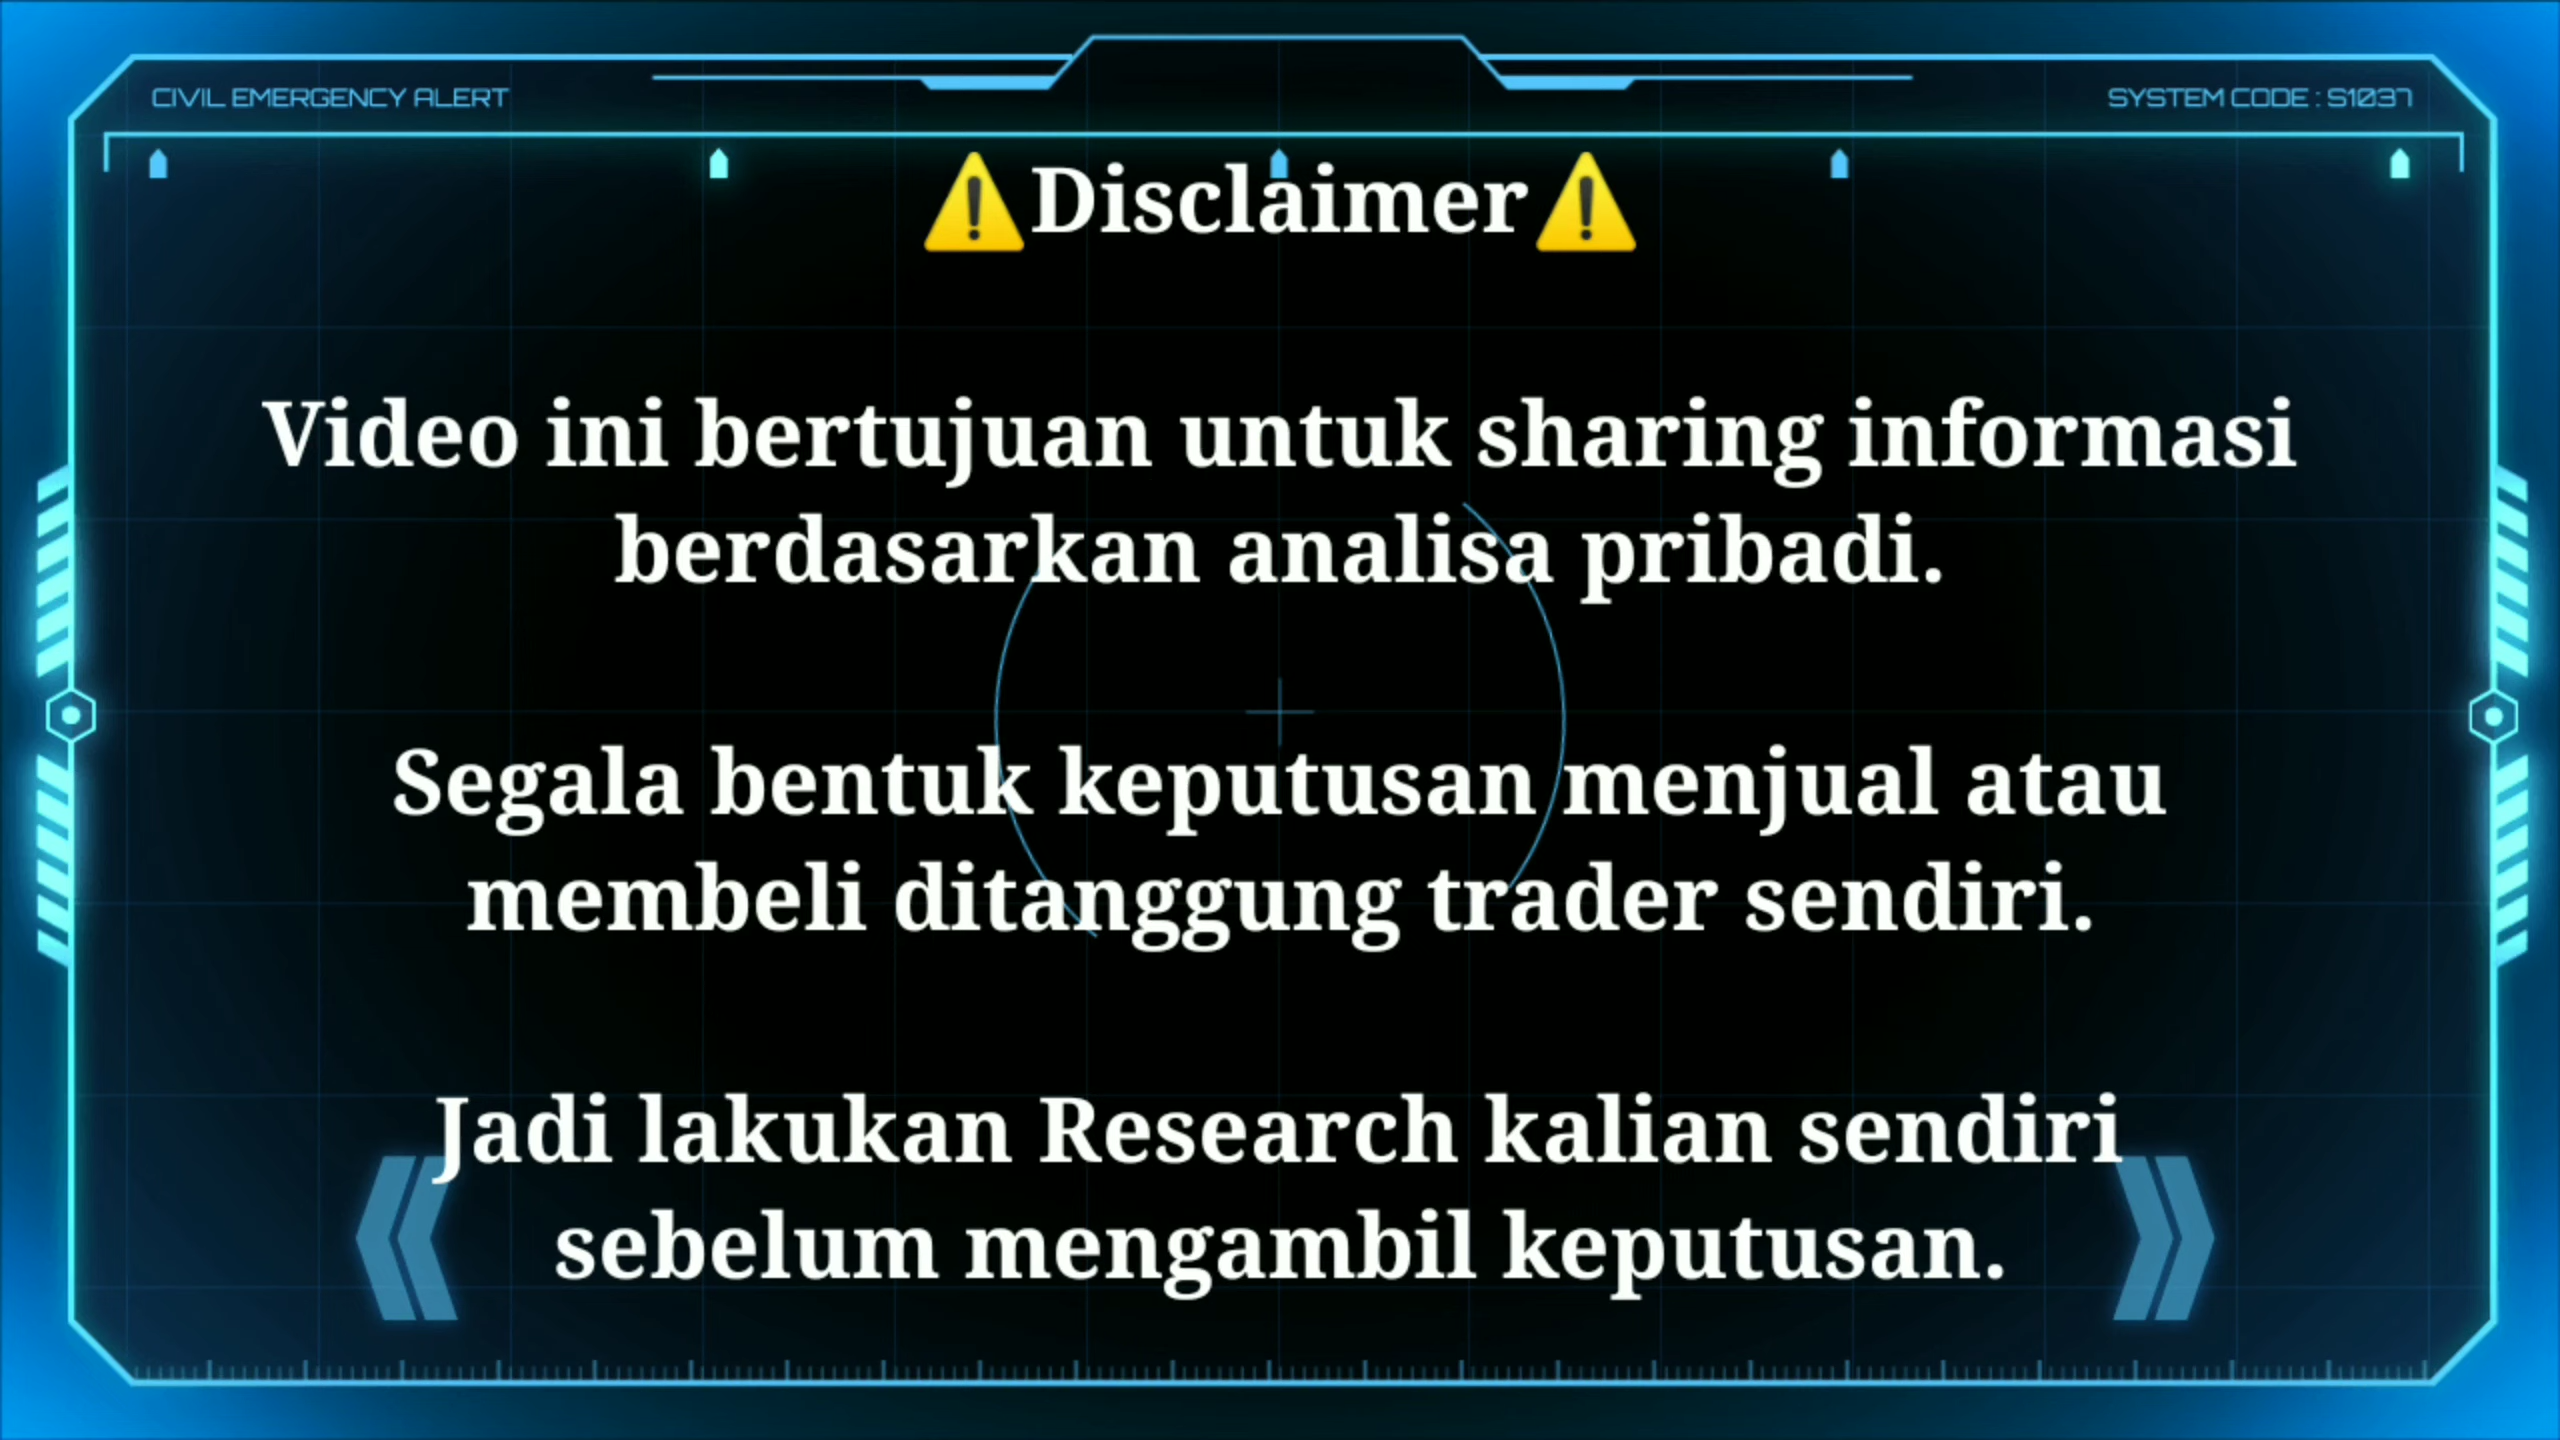 CIVIL EMERGENCY ALERT
SYSTEM CODE : S1037
⚠️Disclaimer⚠️
Video ini bertujuan untuk sharing informasi
berdasarkan analisa pribadi.
Segala bentuk keputusan menjual atau
membeli ditanggung trader sendiri.
Jadi lakukan Research kalian sendiri
sebelum mengambil keputusan.